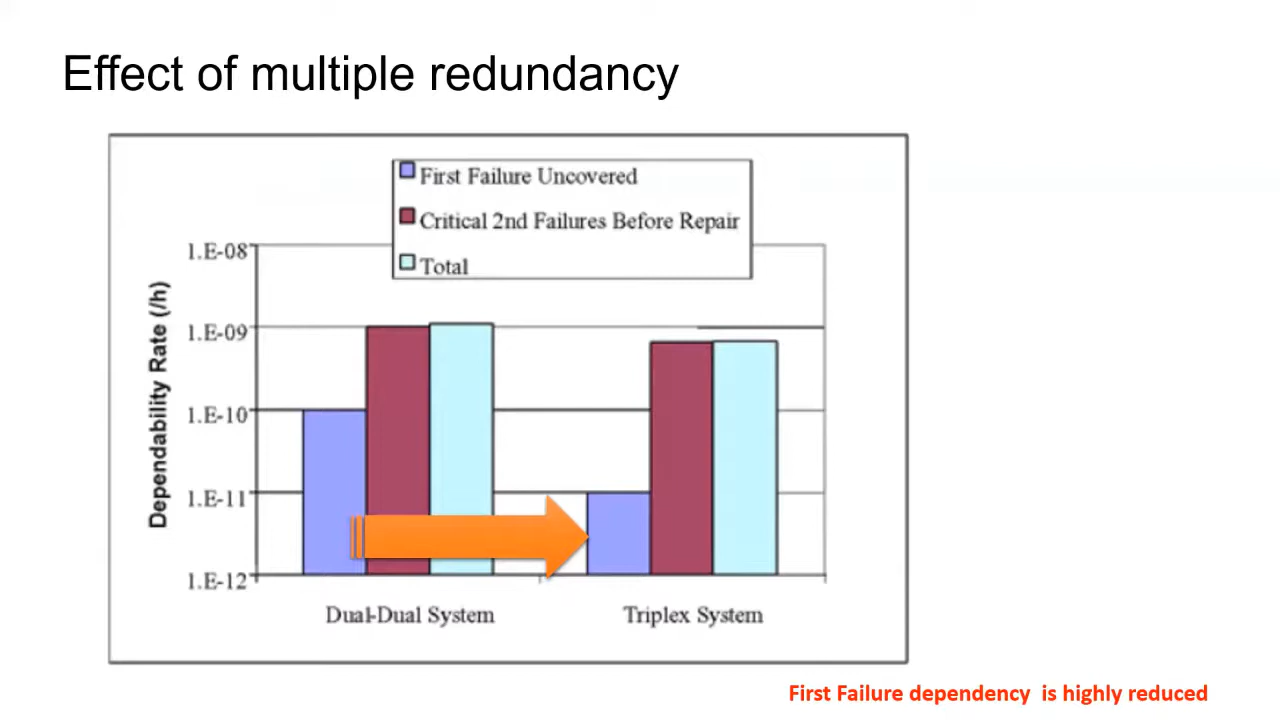 Effect of multiple redundancy
First Failure Uncovered
Critical 2nd Failures Before Repair
Total
Dependability Rate (/h)
1.E-08
1.E-09
1.E-10
1.E-11
1.E-12
Dual-Dual System
Triplex System
First Failure dependency is highly reduced